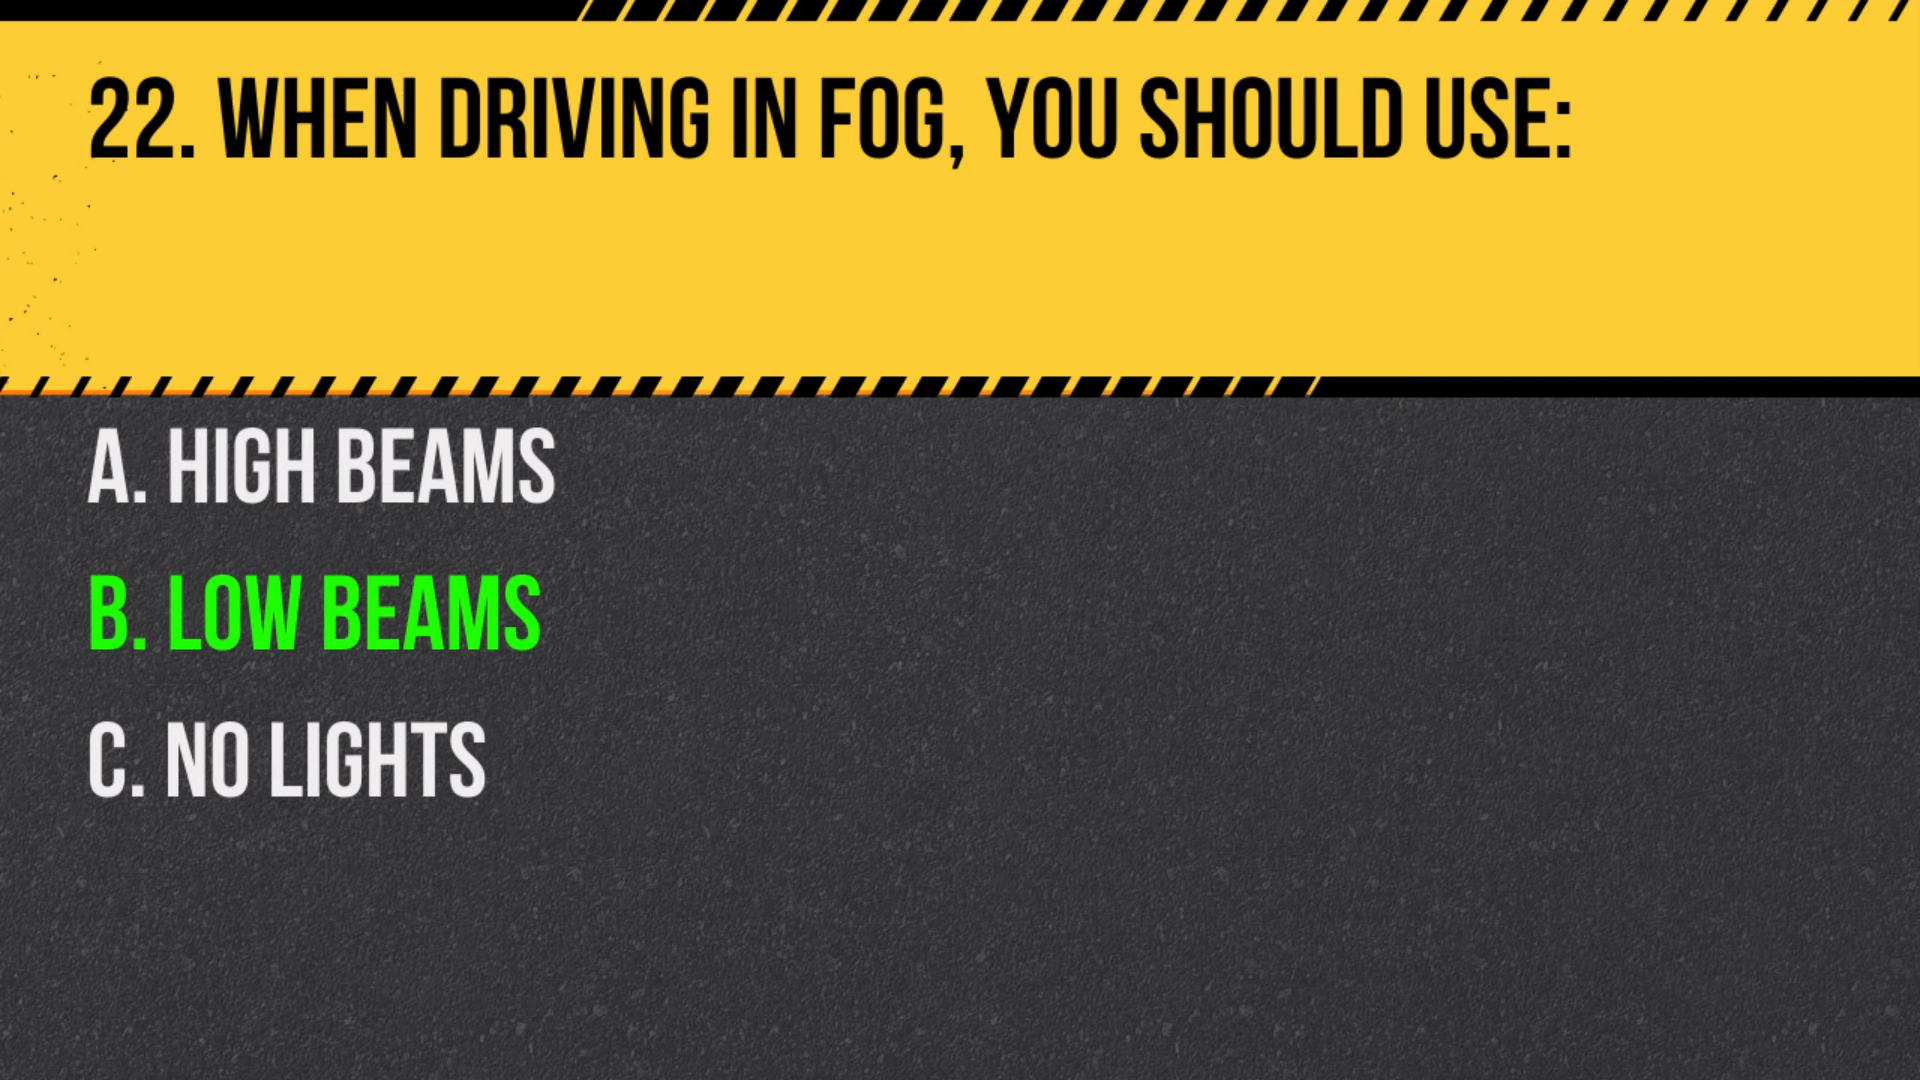 22. WHEN DRIVING IN FOG, YOU SHOULD USE:
A. HIGH BEAMS
B. LOW BEAMS
C. NO LIGHTS